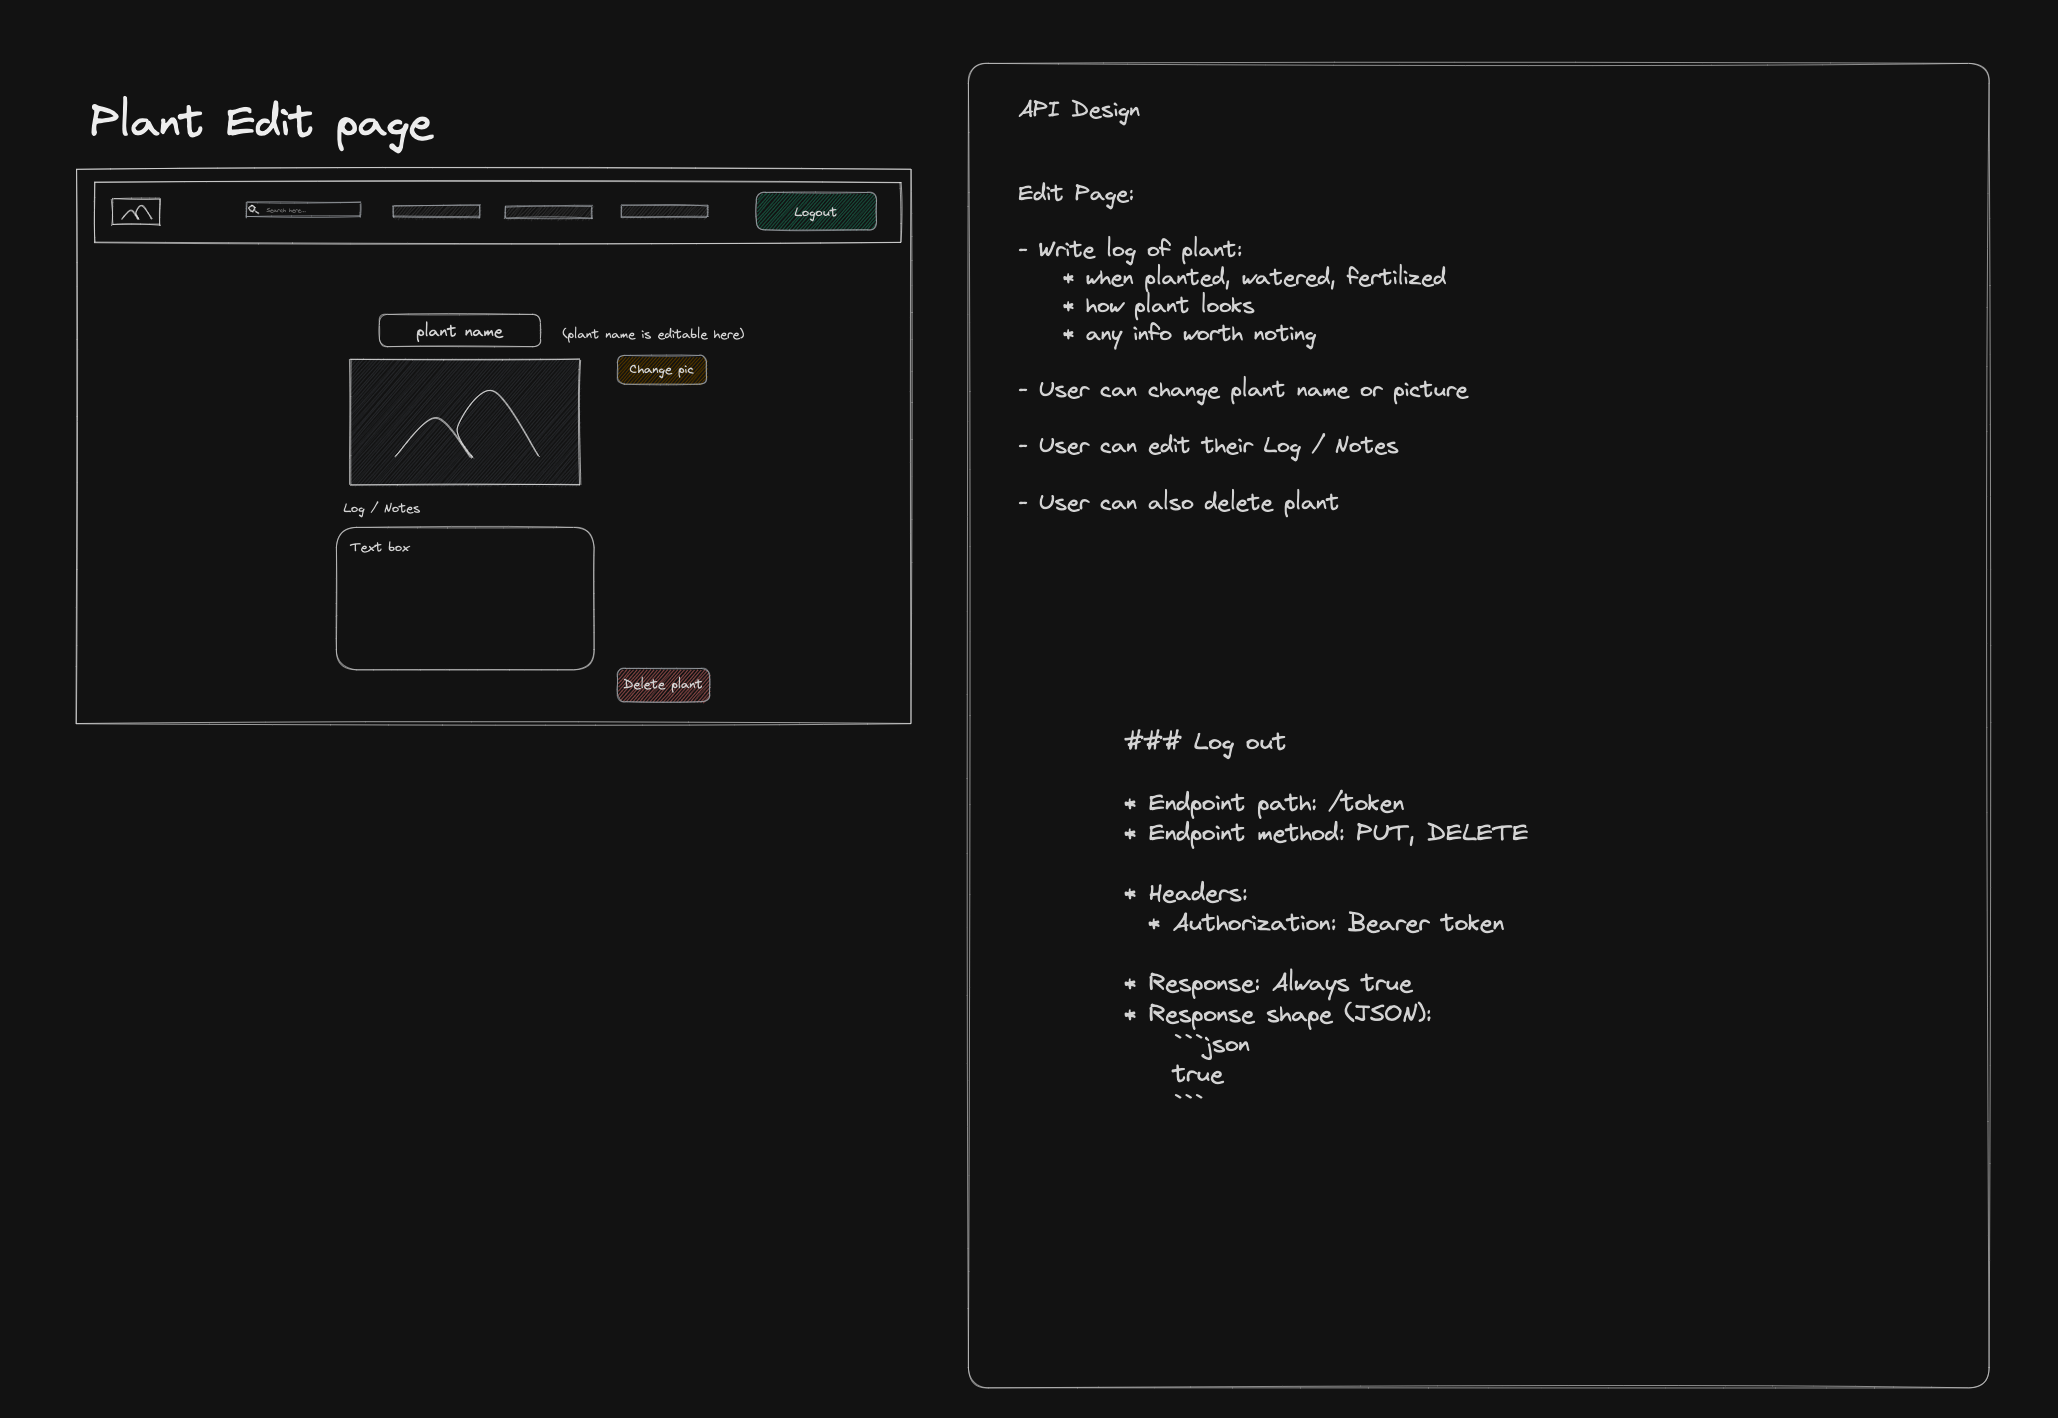 Plant Edit page
Search here...
Logout
plant name
(plant name is editable here)
Change pic
Log / Notes
Text box
Delete plant
API Design
Edit Page:
- Write log of plant:
* when planted, watered, fertilized
* how plant looks
* any info worth noting
- User can change plant name or picture
- User can edit their Log / Notes
- User can also delete plant
### Log out
* Endpoint path: /token
* Endpoint method: PUT, DELETE
* Headers:
* Authorization: Bearer token
* Response: Always true
* Response shape (JSON):
```json
true
```